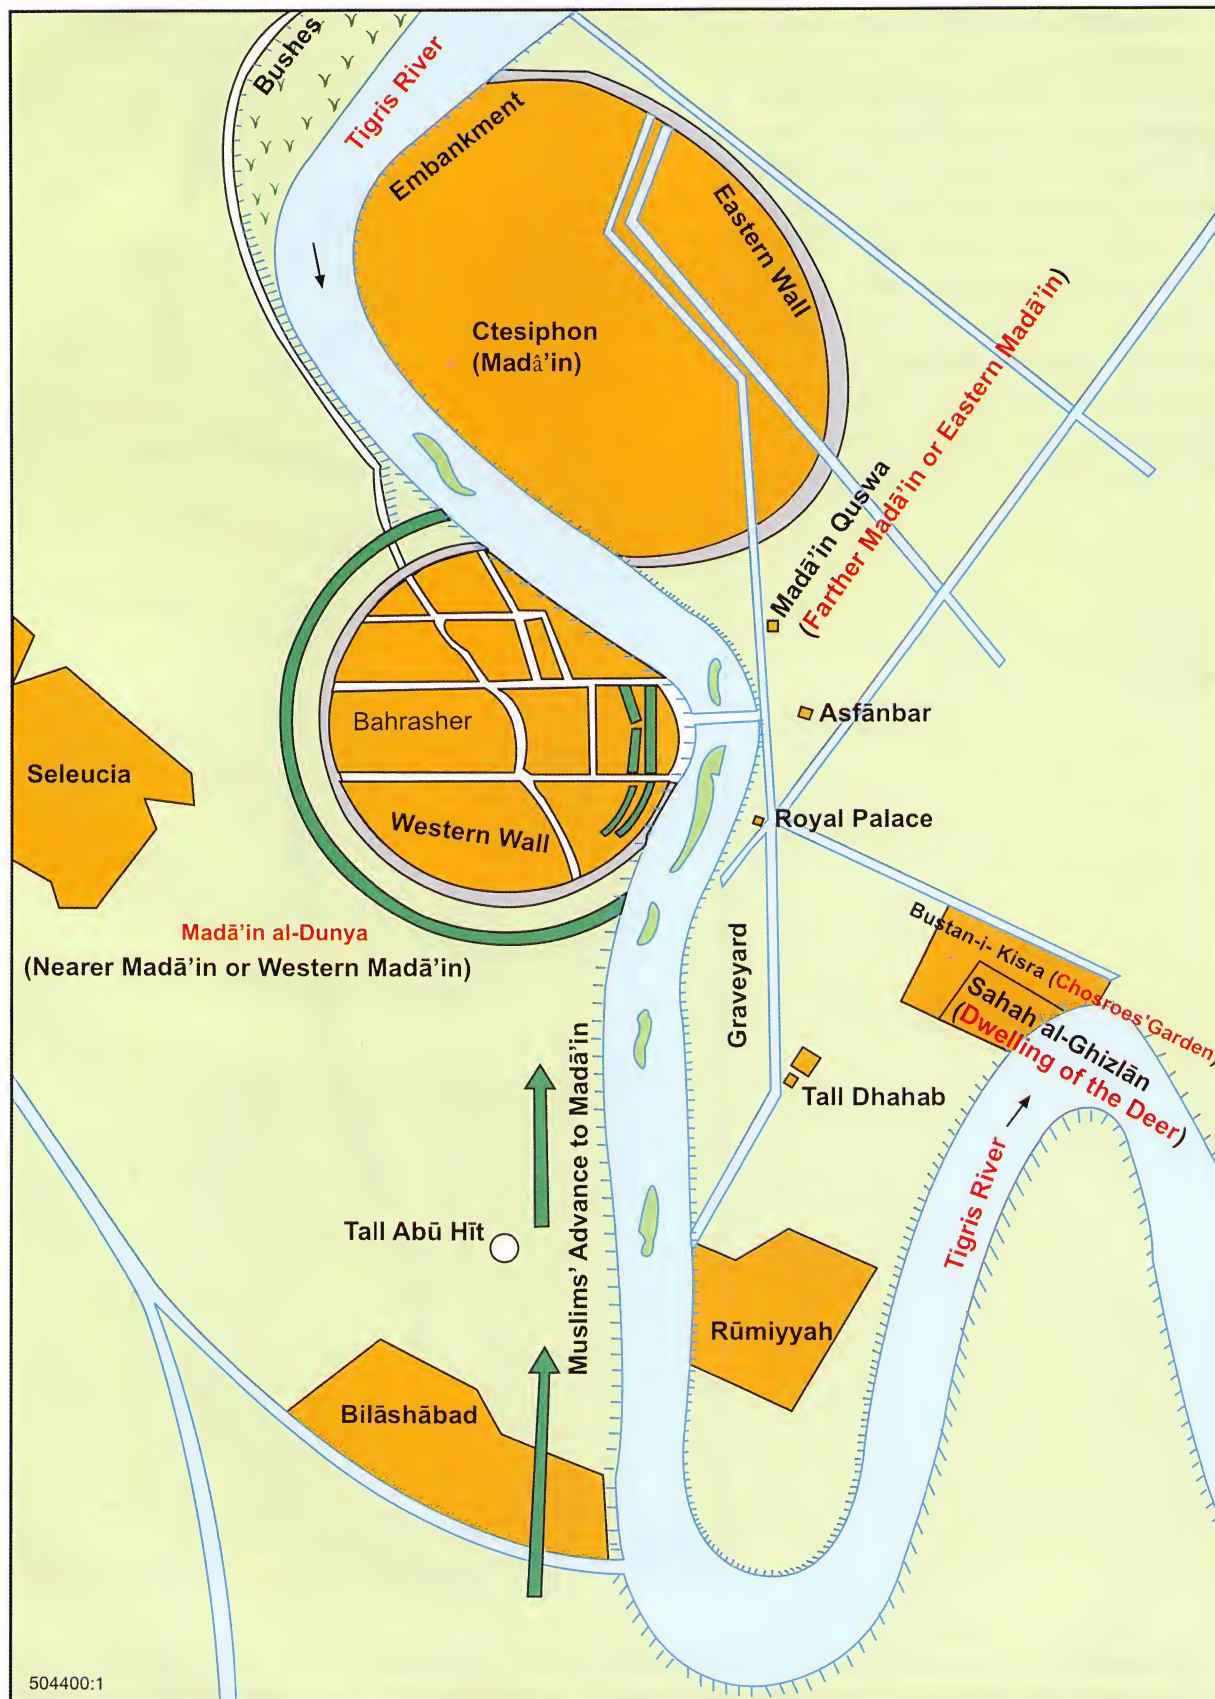 Bushes
Tigris River
Embankment
Eastern Wall
Ctesiphon
(Madâ’in)
Madā’in Quswa
(Farther Madā’in or Eastern Madā’in)
Asfānbar
Bahrasher
Seleucia
Western Wall
Royal Palace
Madā’in al-Dunya
(Nearer Madā’in or Western Madā’in)
Graveyard
Bustan-i- Kisra (Chosroes'Garden)
Sahah al-Ghizlān
(Dwelling of the Deer)
Muslims’ Advance to Madā’in
Tall Dhahab
Tigris River
Tall Abū Hīt
Rūmiyyah
Bilāshābad
504400:1